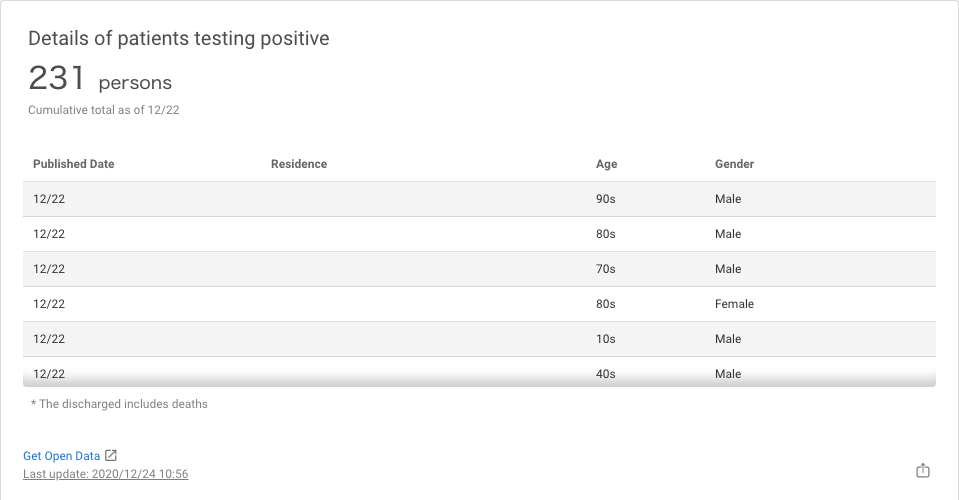 Details of patients testing positive
231 persons
Cumulative total as of 12/22
Published Date Residence Age Gender
12/22 90s Male
12/22 80s Male
12/22 70s Male
12/22 80s Female
12/22 10s Male
12/22 40s Male
* The discharged includes deaths
Get Open Data
Last update: 2020/12/24 10:56